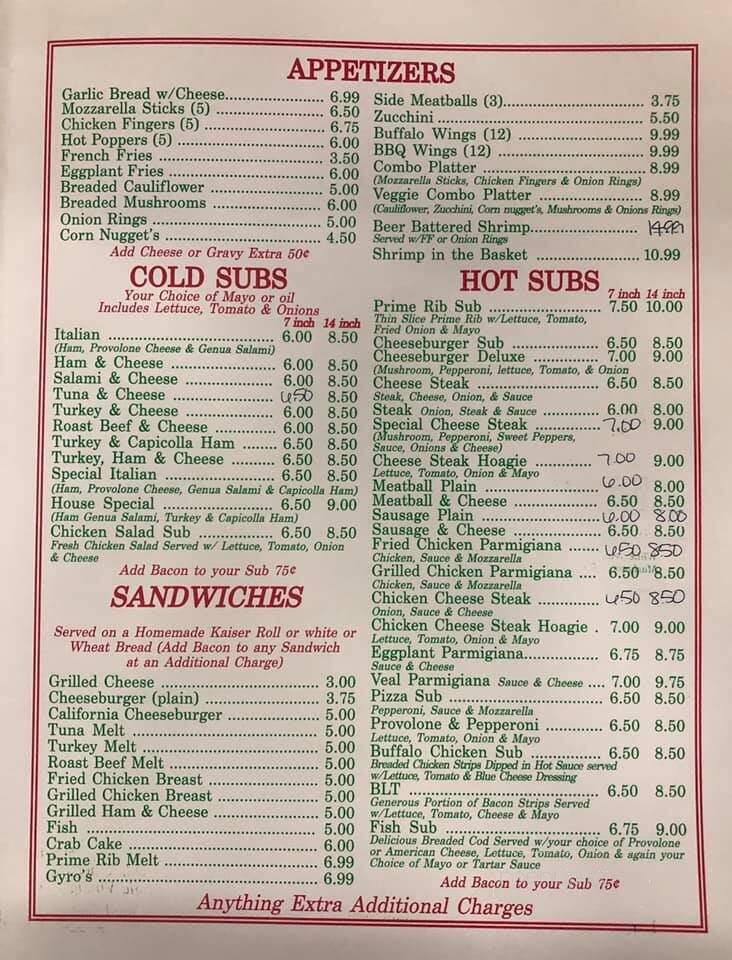 APPETIZERS
Garlic Bread w/Cheese........................ 6.99
Mozzarella Sticks (5) ........................ 6.50
Chicken Fingers (5) ........................ 6.75
Hot Poppers (5) ........................ 6.00
French Fries ........................ 3.50
Eggplant Fries ........................ 6.00
Breaded Cauliflower ........................ 5.00
Breaded Mushrooms ........................ 6.00
Onion Rings ........................ 5.00
Corn Nugget's ........................ 4.50
Add Cheese or Gravy Extra 50¢
Side Meatballs (3)........................ 3.75
Zucchini ........................ 5.50
Buffalo Wings (12) ........................ 9.99
BBQ Wings (12) ........................ 9.99
Combo Platter ........................ 8.99
(Mozzarella Sticks, Chicken Fingers & Onion Rings)
Veggie Combo Platter ........................ 8.99
(Cauliflower, Zucchini, Corn nugget's, Mushrooms & Onions Rings)
Beer Battered Shrimp........................ 14.99
Served w/FF or Onion Rings
Shrimp in the Basket ........................ 10.99
COLD SUBS
Your Choice of Mayo or oil
Includes Lettuce, Tomato & Onions
7 inch 14 inch
Italian ........................ 6.00 8.50
(Ham, Provolone Cheese & Genua Salami)
Ham & Cheese ........................ 6.00 8.50
Salami & Cheese ........................ 6.00 8.50
Tuna & Cheese ........................ 6.50 8.50
Turkey & Cheese ........................ 6.00 8.50
Roast Beef & Cheese ........................ 6.00 8.50
Turkey & Capicolla Ham ........................ 6.50 8.50
Turkey, Ham & Cheese ........................ 6.50 8.50
Special Italian ........................ 6.50 8.50
(Ham, Provolone Cheese, Genua Salami & Capicolla Ham)
House Special ........................ 6.50 9.00
(Ham Genua Salami, Turkey & Capicolla Ham)
Chicken Salad Sub ........................ 6.50 8.50
Fresh Chicken Salad Served w/ Lettuce, Tomato, Onion
& Cheese
Add Bacon to your Sub 75¢
SANDWICHES
Served on a Homemade Kaiser Roll or white or
Wheat Bread (Add Bacon to any Sandwich
at an Additional Charge)
Grilled Cheese ........................ 3.00
Cheeseburger (plain) ........................ 3.75
California Cheeseburger ........................ 5.00
Tuna Melt ........................ 5.00
Turkey Melt ........................ 5.00
Roast Beef Melt ........................ 5.00
Fried Chicken Breast ........................ 5.00
Grilled Chicken Breast ........................ 5.00
Grilled Ham & Cheese ........................ 5.00
Fish ........................ 5.00
Crab Cake ........................ 6.00
Prime Rib Melt ........................ 6.99
Gyro's ........................ 6.99
HOT SUBS
7 inch 14 inch
Prime Rib Sub ........................ 7.50 10.00
Thin Slice Prime Rib w/Lettuce, Tomato,
Fried Onion & Mayo
Cheeseburger Sub ........................ 6.50 8.50
Cheeseburger Deluxe ........................ 7.00 9.00
(Mushroom, Pepperoni, lettuce, Tomato, & Onion
Cheese Steak ........................ 6.50 8.50
Steak, Cheese, Onion, & Sauce
Steak Onion, Steak & Sauce ........................ 6.00 8.00
Special Cheese Steak ........................ 7.00 9.00
(Mushroom, Pepperoni, Sweet Peppers,
Sauce, Onions & Cheese)
Cheese Steak Hoagie ........................ 7.00 9.00
Lettuce, Tomato, Onion & Mayo
Meatball Plain ........................ 6.00 8.00
Meatball & Cheese ........................ 6.50 8.50
Sausage Plain ........................ 6.00 8.00
Sausage & Cheese ........................ 6.50 8.50
Fried Chicken Parmigiana ....... 6.50 8.50
Chicken, Sauce & Mozzarella
Grilled Chicken Parmigiana .... 6.50 8.50
Chicken, Sauce & Mozzarella
Chicken Cheese Steak ........................ 6.50 8.50
Onion, Sauce & Cheese
Chicken Cheese Steak Hoagie . 7.00 9.00
Lettuce, Tomato, Onion & Mayo
Eggplant Parmigiana........................ 6.75 8.75
Sauce & Cheese
Veal Parmigiana Sauce & Cheese .... 7.00 9.75
Pizza Sub ........................ 6.50 8.50
Pepperoni, Sauce & Mozzarella
Provolone & Pepperoni ........................ 6.50 8.50
Lettuce, Tomato, Onion & Mayo
Buffalo Chicken Sub ........................ 6.50 8.50
Breaded Chicken Strips Dipped in Hot Sauce served
w/Lettuce, Tomato & Blue Cheese Dressing
BLT ........................ 6.50 8.50
Generous Portion of Bacon Strips Served
w/Lettuce, Tomato, Cheese & Mayo
Fish Sub ........................ 6.75 9.00
Delicious Breaded Cod Served w/your choice of Provolone
or American Cheese, Lettuce, Tomato, Onion & again your
Choice of Mayo or Tartar Sauce
Add Bacon to your Sub 75¢
Anything Extra Additional Charges